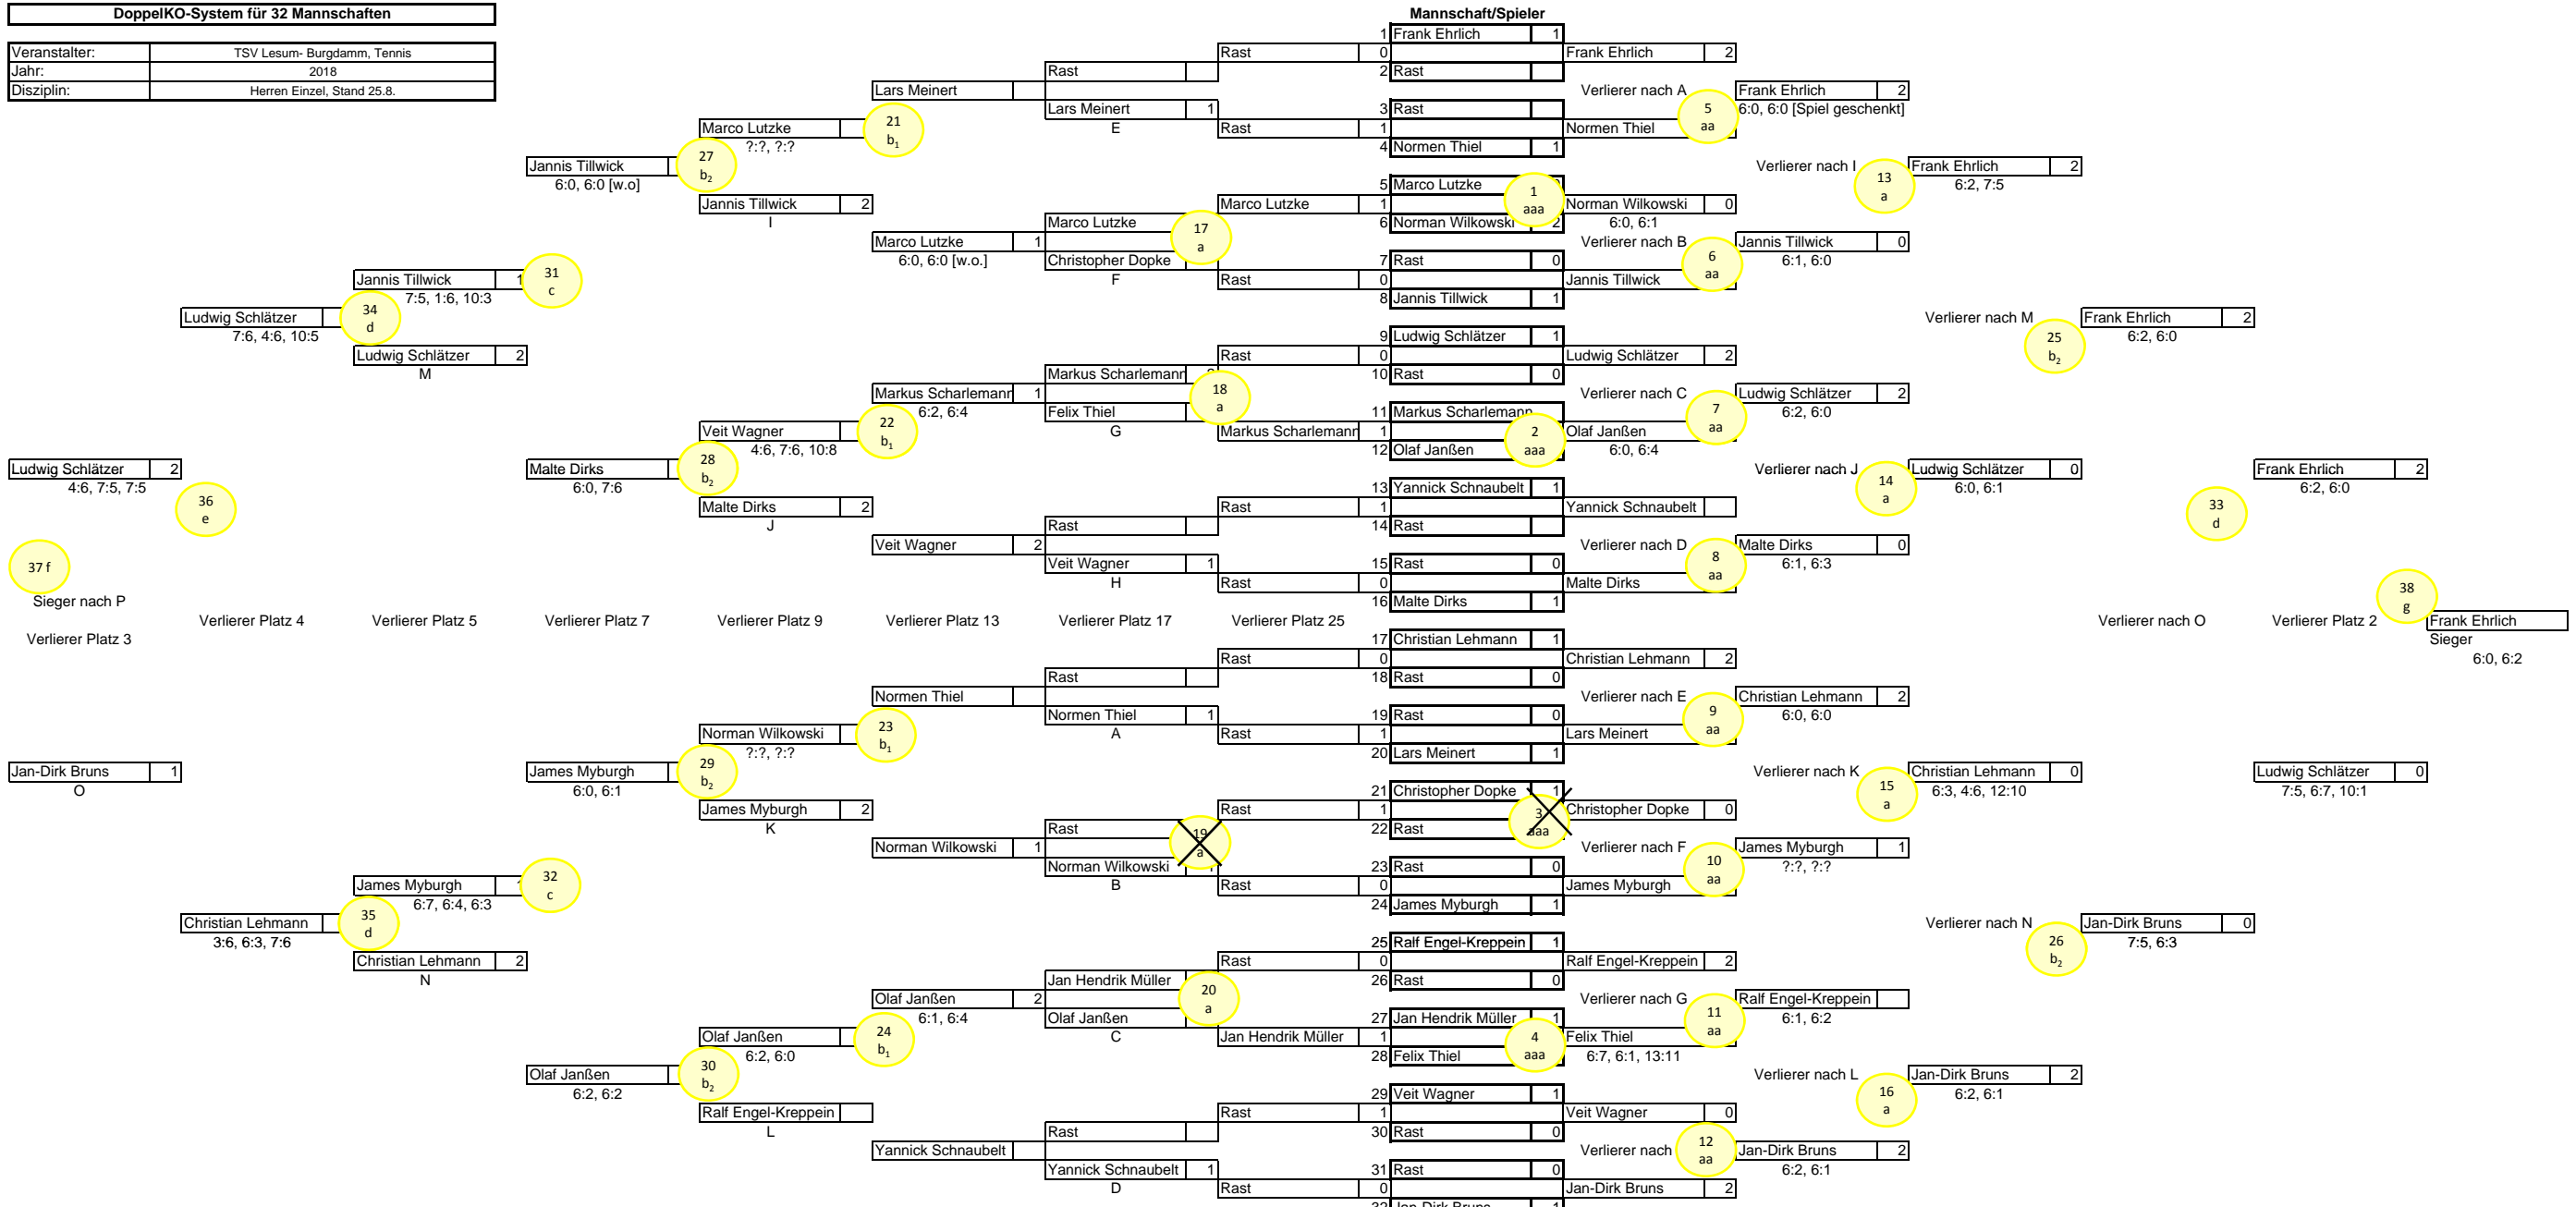 DoppelKO-System für 32 Mannschaften
Mannschaft/Spieler
Veranstalter: TSV Lesum- Burgdamm, Tennis
Jahr: 2018
Disziplin: Herren Einzel, Stand 25.8.
Ludwig Schlätzer 2
4:6, 7:5, 7:5
36
e
37 f
Sieger nach P
Verlierer Platz 3
Jan-Dirk Bruns 1
O
Ludwig Schlätzer
7:6, 4:6, 10:5
34
d
Verlierer Platz 4
Christian Lehmann
3:6, 6:3, 7:6
35
d
Jannis Tillwick 1
7:5, 1:6, 10:3
31
c
Ludwig Schlätzer 2
M
Verlierer Platz 5
James Myburgh
6:7, 6:4, 6:3
32
c
Christian Lehmann 2
N
Jannis Tillwick
6:0, 6:0 [w.o]
27
b2
Malte Dirks
6:0, 7:6
28
b2
Verlierer Platz 7
James Myburgh
6:0, 6:1
29
b2
Olaf Janßen
6:2, 6:2
30
b2
Marco Lutzke
?:?, ?:?
21
b1
Jannis Tillwick 2
I
Veit Wagner
4:6, 7:6, 10:8
22
b1
Malte Dirks 2
J
Verlierer Platz 9
Norman Wilkowski
?:?, ?:?
23
b1
James Myburgh 2
K
Olaf Janßen
6:2, 6:0
24
b1
Ralf Engel-Kreppein
L
Lars Meinert
Marco Lutzke 1
6:0, 6:0 [w.o.]
Markus Scharlemann 1
6:2, 6:4
Veit Wagner 2
Verlierer Platz 13
Normen Thiel
Norman Wilkowski 1
Olaf Janßen 2
6:1, 6:4
Yannick Schnaubelt
Rast
Lars Meinert 1
E
Marco Lutzke
17
a
Christopher Dopke
F
Markus Scharlemann
18
a
Felix Thiel
G
Rast
Veit Wagner 1
H
Verlierer Platz 17
Rast
Normen Thiel 1
A
Rast
19
a
Norman Wilkowski
B
Jan Hendrik Müller
20
a
Olaf Janßen
C
Rast
Yannick Schnaubelt 1
D
Rast 0
Rast 1
Marco Lutzke 1
Rast 0
Rast 0
Markus Scharlemann 1
Rast 1
Rast 0
Verlierer Platz 25
Rast 0
Rast 1
Rast 1
Rast 0
Rast 0
Jan Hendrik Müller 1
Rast 1
Rast 0
1 Frank Ehrlich 1
2 Rast
3 Rast
4 Normen Thiel 1
5 Marco Lutzke
1
aaa
6 Norman Wilkowski 2
7 Rast 0
8 Jannis Tillwick 1
9 Ludwig Schlätzer 1
10 Rast 0
11 Markus Scharlemann
2
aaa
12 Olaf Janßen
13 Yannick Schnaubelt 1
14 Rast
15 Rast 0
16 Malte Dirks 1
17 Christian Lehmann 1
18 Rast 0
19 Rast 0
20 Lars Meinert 1
21 Christopher Dopke 1
3
aaa
22 Rast
23 Rast 0
24 James Myburgh 1
25 Ralf Engel-Kreppein 1
26 Rast 0
27 Jan Hendrik Müller 1
4
aaa
28 Felix Thiel
29 Veit Wagner 1
30 Rast 0
31 Rast 0
32 Jan-Dirk Bruns 1
Frank Ehrlich 2
Verlierer nach A
5
aa
Normen Thiel
Norman Wilkowski 0
6:0, 6:1
Verlierer nach B
6
aa
Jannis Tillwick
Ludwig Schlätzer 2
Verlierer nach C
7
aa
Olaf Janßen
6:0, 6:4
Yannick Schnaubelt
Verlierer nach D
8
aa
Malte Dirks
Christian Lehmann 2
Verlierer nach E
9
aa
Lars Meinert
Christopher Dopke 0
Verlierer nach F
10
aa
James Myburgh
Ralf Engel-Kreppein 2
Verlierer nach G
11
aa
Felix Thiel
6:7, 6:1, 13:11
Veit Wagner 0
Verlierer nach
12
aa
Jan-Dirk Bruns 2
Frank Ehrlich 2
6:0, 6:0 [Spiel geschenkt]
Verlierer nach I
13
a
Jannis Tillwick 0
6:1, 6:0
Ludwig Schlätzer 2
6:2, 6:0
Verlierer nach J
14
a
Malte Dirks 0
6:1, 6:3
Christian Lehmann 2
6:0, 6:0
Verlierer nach K
15
a
James Myburgh 1
?:?, ?:?
Ralf Engel-Kreppein
6:1, 6:2
Verlierer nach L
16
a
Jan-Dirk Bruns 2
6:2, 6:1
Frank Ehrlich 2
6:2, 7:5
Verlierer nach M
25
b2
Ludwig Schlätzer 0
6:0, 6:1
Christian Lehmann 0
6:3, 4:6, 12:10
Verlierer nach N
26
b2
Jan-Dirk Bruns 2
6:2, 6:1
Frank Ehrlich 2
6:2, 6:0
33
d
Verlierer nach O
Jan-Dirk Bruns 0
7:5, 6:3
Frank Ehrlich 2
6:2, 6:0
38
g
Verlierer Platz 2
Ludwig Schlätzer 0
7:5, 6:7, 10:1
Frank Ehrlich
Sieger
6:0, 6:2